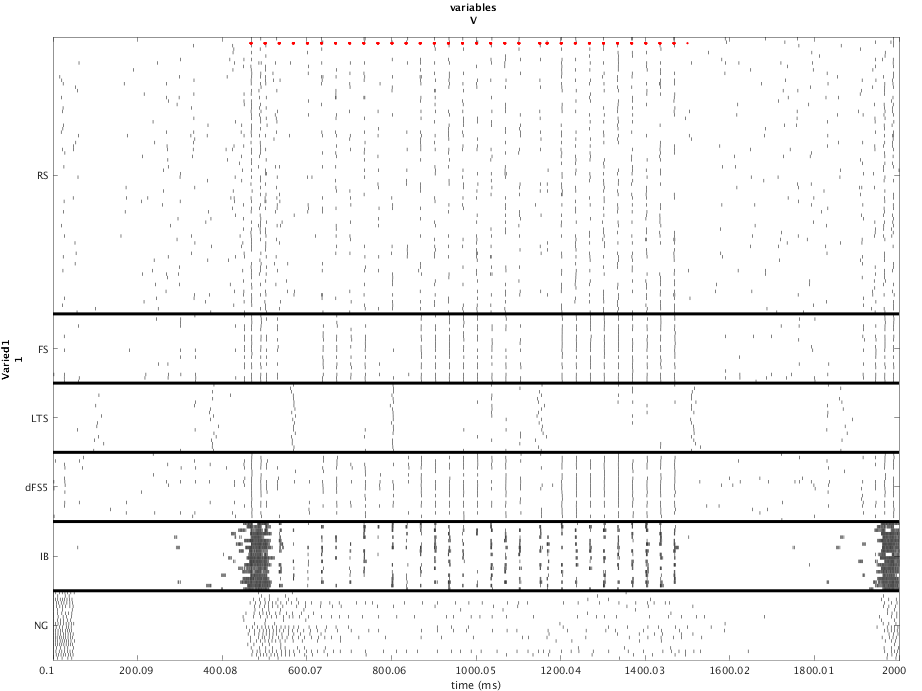 variables
V
RS
FS
LTS
dFS5
IB
NG
Varied1
1
0.1 200.09 400.08 600.07 800.06 1000.05 1200.04 1400.03 1600.02 1800.01 2000
time (ms)